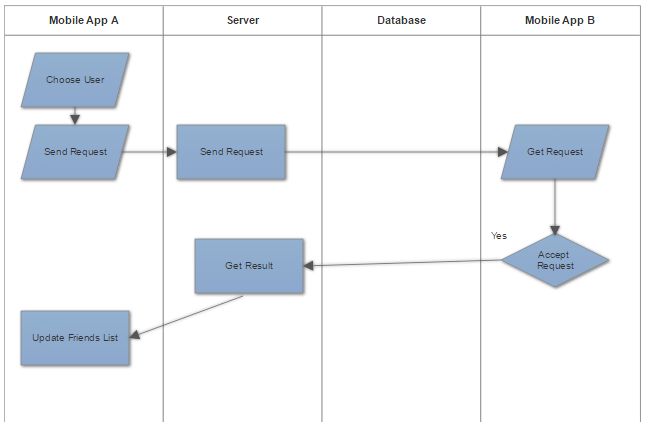 Mobile App A
Server
Database
Mobile App B
Choose User
Send Request
Send Request
Get Request
Yes
Accept
Request
Get Result
Update Friends List